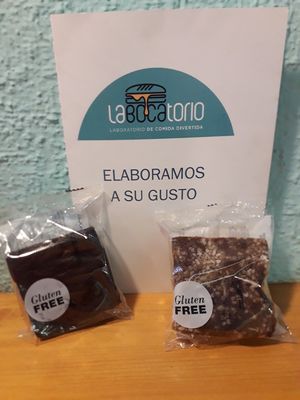 LABOCAtorio
LABORATORIO DE COMIDA DIVERTIDA
ELABORAMOS
A SU GUSTO
Gluten
FREE
Gluten
FREE